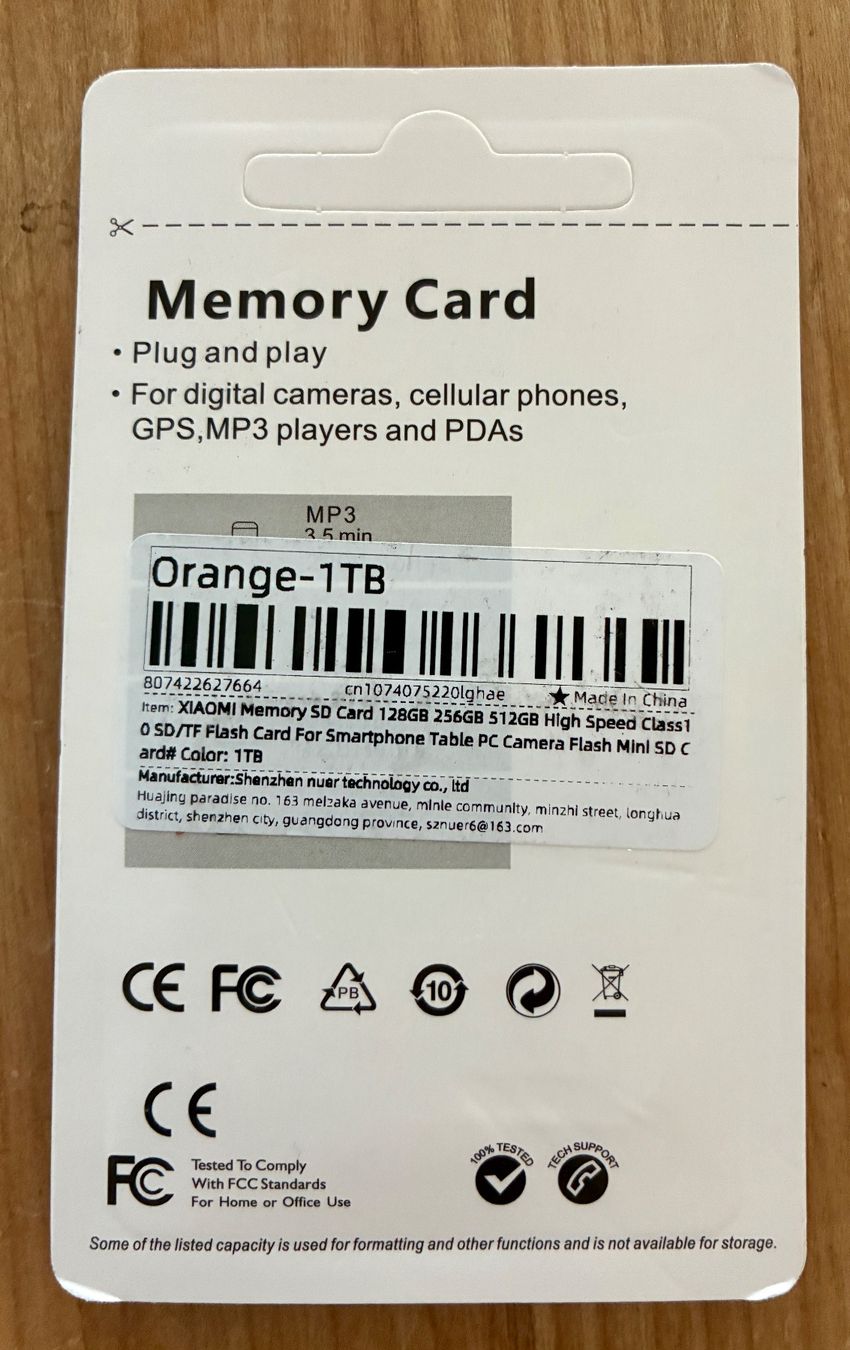 Memory Card
• Plug and play
• For digital cameras, cellular phones,
GPS,MP3 players and PDAs
MP3
3.5 min
Orange-1TB
807422627664 cn1074075220lghae ★ Made In China
Item: XIAOMI Memory SD Card 128GB 256GB 512GB High Speed Class1
0 SD/TF Flash Card For Smartphone Table PC Camera Flash Mini SD C
ard# Color: 1TB
Manufacturer:Shenzhen nuer technology co., ltd
Huajing paradise no. 163 meizaka avenue, minle community, minzhi street, longhua
district, shenzhen city, guangdong province, sznuer6@163.com
CE FC PB 10
CE
FC
Tested To Comply
With FCC Standards
For Home or Office Use
100% TESTED
TECH SUPPORT
Some of the listed capacity is used for formatting and other functions and is not available for storage.